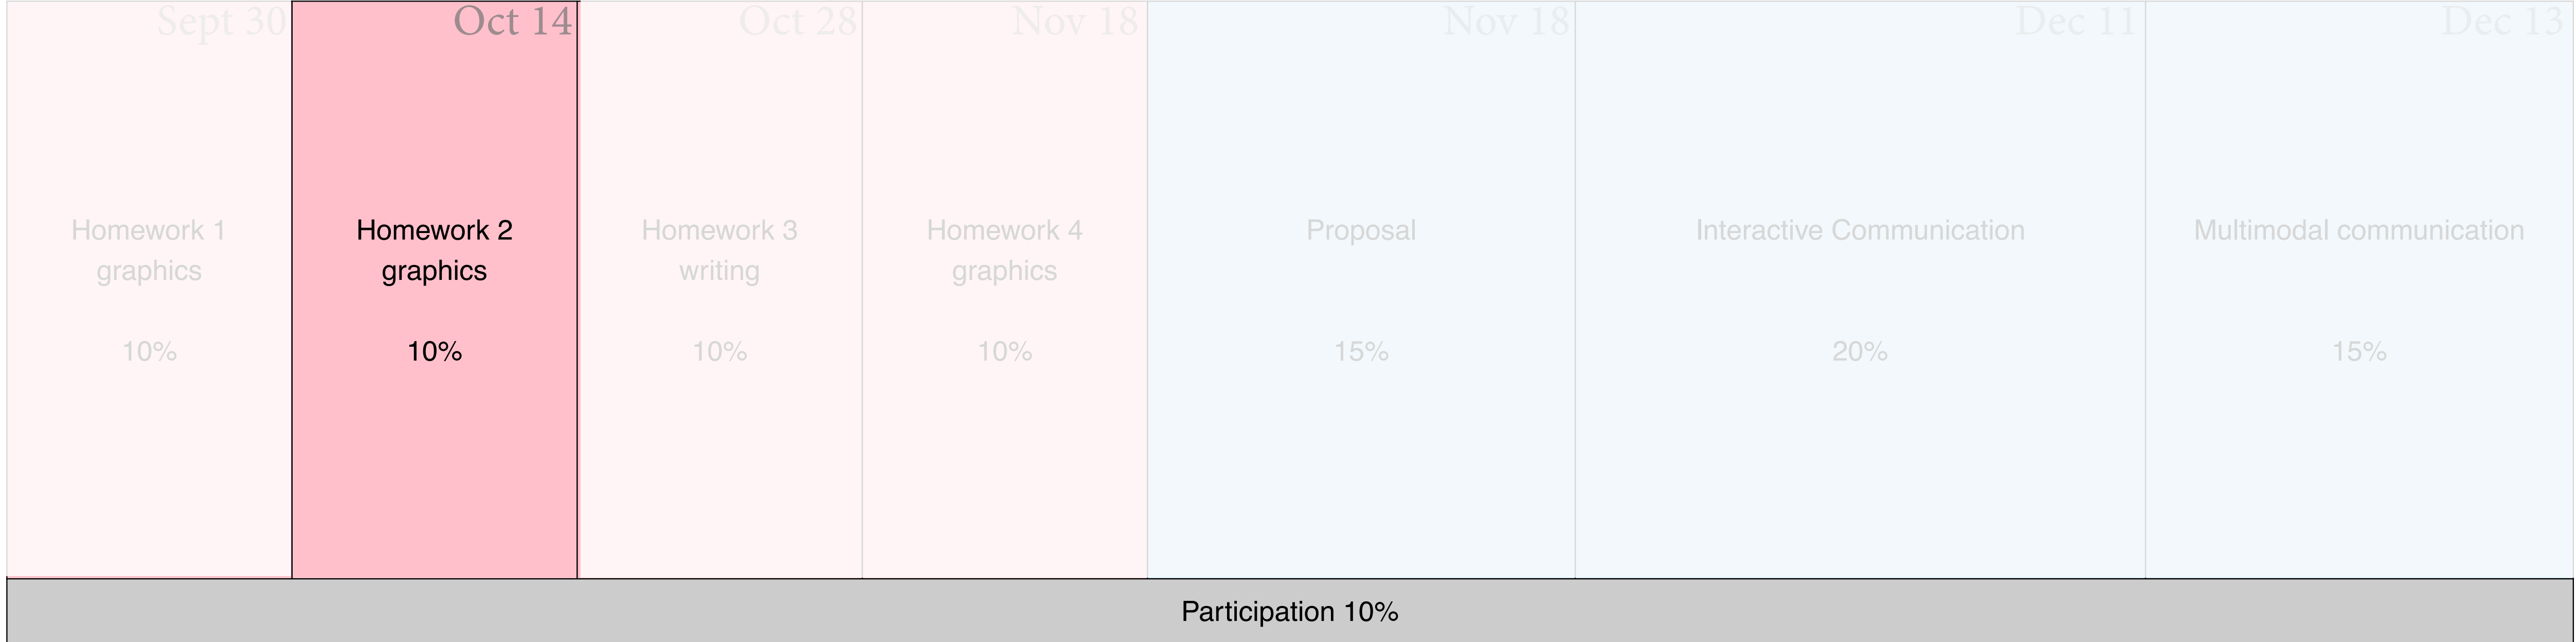 Sept 30
Oct 14
Oct 28
Nov 18
Nov 18
Dec 11
Dec 13
Homework 1
graphics
10%
Homework 2
graphics
10%
Homework 3
writing
10%
Homework 4
graphics
10%
Proposal
15%
Interactive Communication
20%
Multimodal communication
15%
Participation 10%